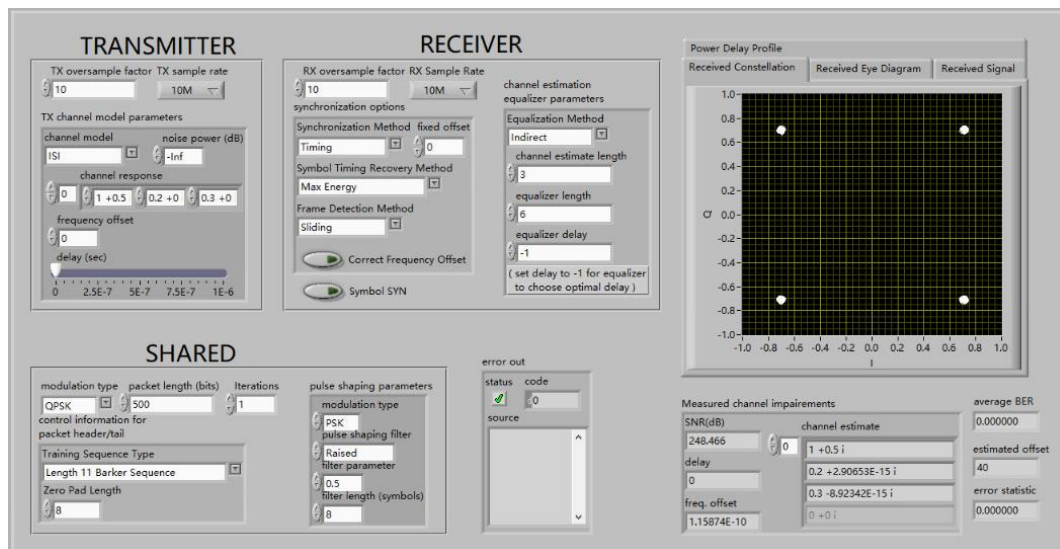 TRANSMITTER
TX oversample factor TX sample rate
10 10M
TX channel model parameters
channel model noise power (dB)
ISI -Inf
channel response
0 1 +0.5 0.2 +0 0.3 +0
frequency offset
0
delay (sec)
0 2.5E-7 5E-7 7.5E-7 1E-6
RECEIVER
RX oversample factor RX Sample Rate
10 10M
synchronization options
Synchronization Method fixed offset
Timing 0
Symbol Timing Recovery Method
Max Energy
Frame Detection Method
Sliding
Correct Frequency Offset
Symbol SYN
channel estimation
equalizer parameters
Equalization Method
Indirect
channel estimate length
3
equalizer length
6
equalizer delay
-1
( set delay to -1 for equalizer
to choose optimal delay )
Power Delay Profile
Received Constellation Received Eye Diagram Received Signal
1.0
0.8
0.6
0.4
0.2
Q 0.0
-0.2
-0.4
-0.6
-0.8
-1.0
-1.0 -0.8 -0.6 -0.4 -0.2 0.0 0.2 0.4 0.6 0.8 1.0
I
SHARED
modulation type packet length (bits) Iterations
QPSK 500 1
control information for
packet header/tail
Training Sequence Type
Length 11 Barker Sequence
Zero Pad Length
8
pulse shaping parameters
modulation type
PSK
pulse shaping filter
Raised
filter parameter
0.5
filter length (symbols)
8
error out
status code
0
source
Measured channel impairements
SNR(dB)
248.466
delay
0
freq. offset
1.15874E-10
channel estimate
0 1 +0.5 i
0.2 +2.90653E-15 i
0.3 -8.92342E-15 i
0 +0 i
average BER
0.000000
estimated offset
40
error statistic
0.000000